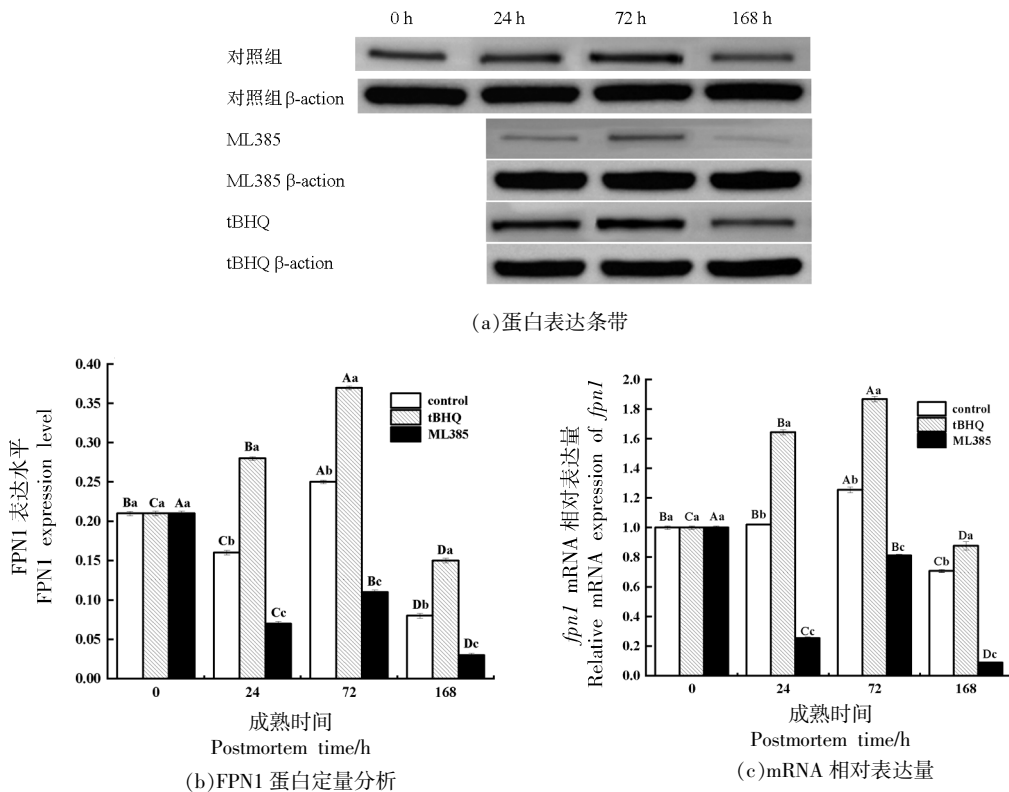 0 h 24 h 72 h 168 h
对照组
对照组 β-action
ML385
ML385 β-action
tBHQ
tBHQ β-action
(a)蛋白表达条带
FPN1 表达水平
FPN1 expression level
0.40
0.35
0.30
0.25
0.20
0.15
0.10
0.05
0.00
control
tBHQ
ML385
Ba Ca Aa
Cb Ba Cc
Ab Aa Bc
Db Da Dc
0 24 72 168
成熟时间
Postmortem time/h
(b)FPN1 蛋白定量分析
fpn1 mRNA 相对表达量
Relative mRNA expression of fpn1
2.0
1.8
1.6
1.4
1.2
1.0
0.8
0.6
0.4
0.2
0.0
control
tBHQ
ML385
Ba Ca Aa
Bb Ba Cc
Ab Aa Bc
Cb Da Dc
0 24 72 168
成熟时间
Postmortem time/h
(c)mRNA 相对表达量